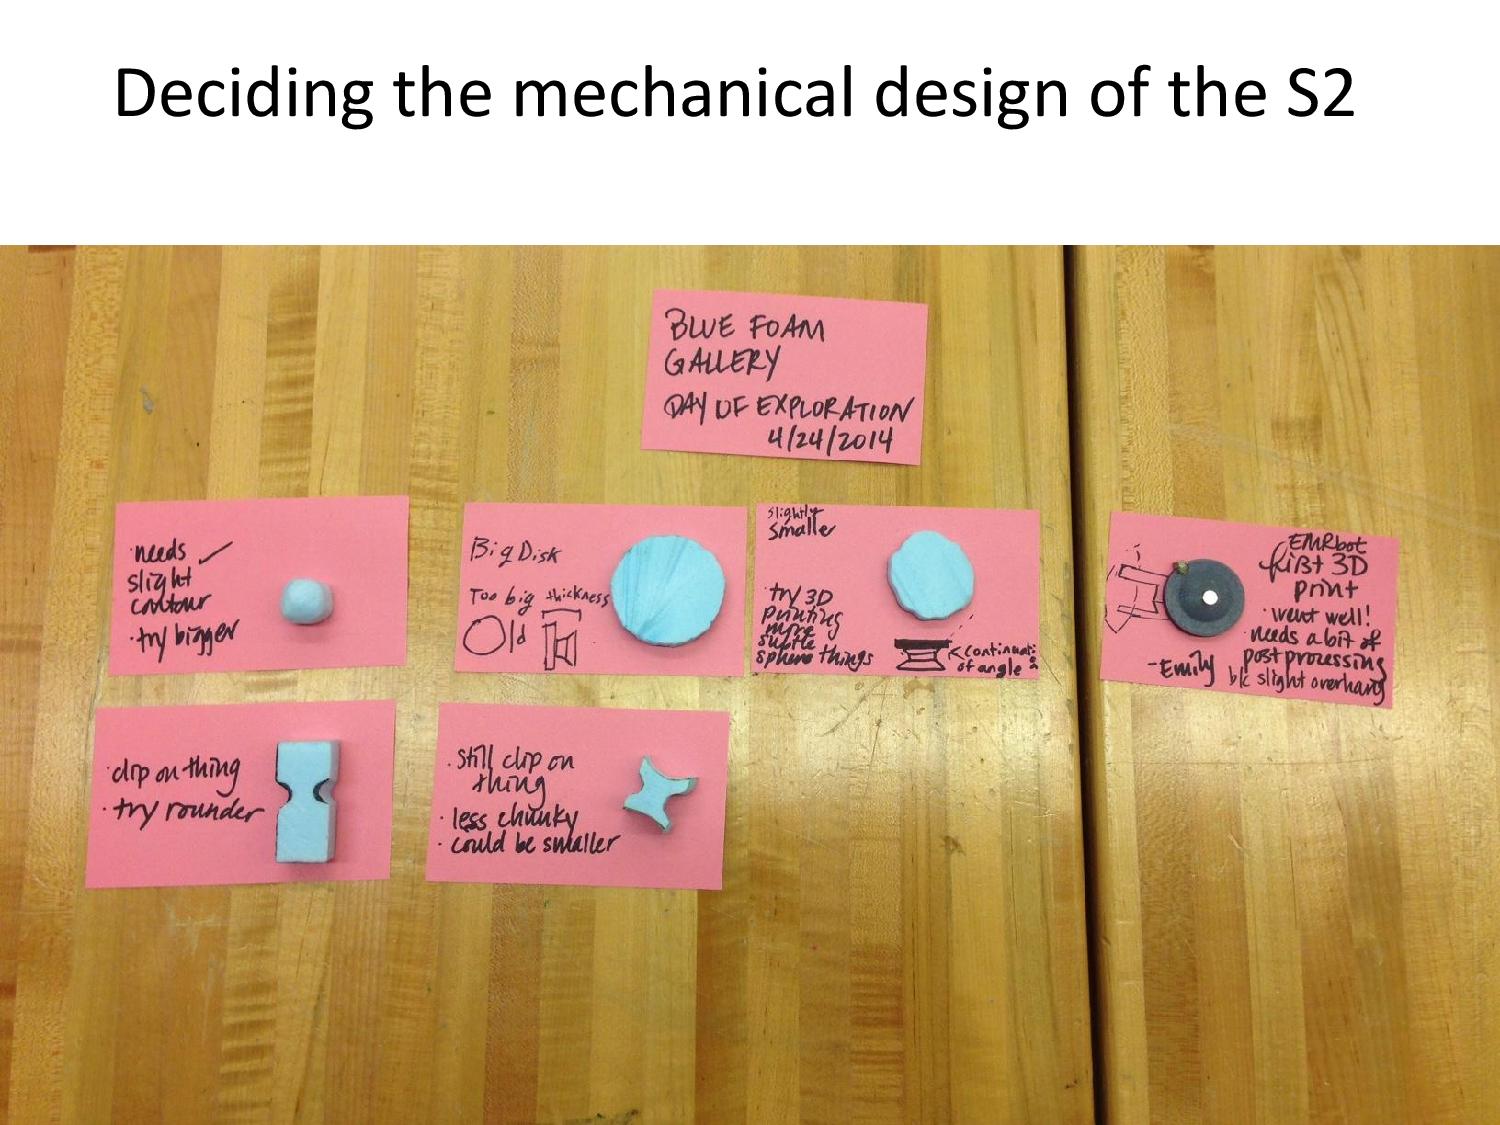 Deciding the mechanical design of the S2
BLUE FOAM
GALLERY
DAY OF EXPLORATION
4/24/2014
· needs
slight
contour
· try bigger
Big Disk
Too big thickness
slightly
smaller
· try 3D
printing
more
subtle
sphere things
< continuati
of angle
EMRbot
first 3D
print
· went well!
· needs a bit of
post processing
b/c slight overhang
- Emily
· clip on thing
· try rounder
· still clip on
thing
· less chunky
· could be smaller